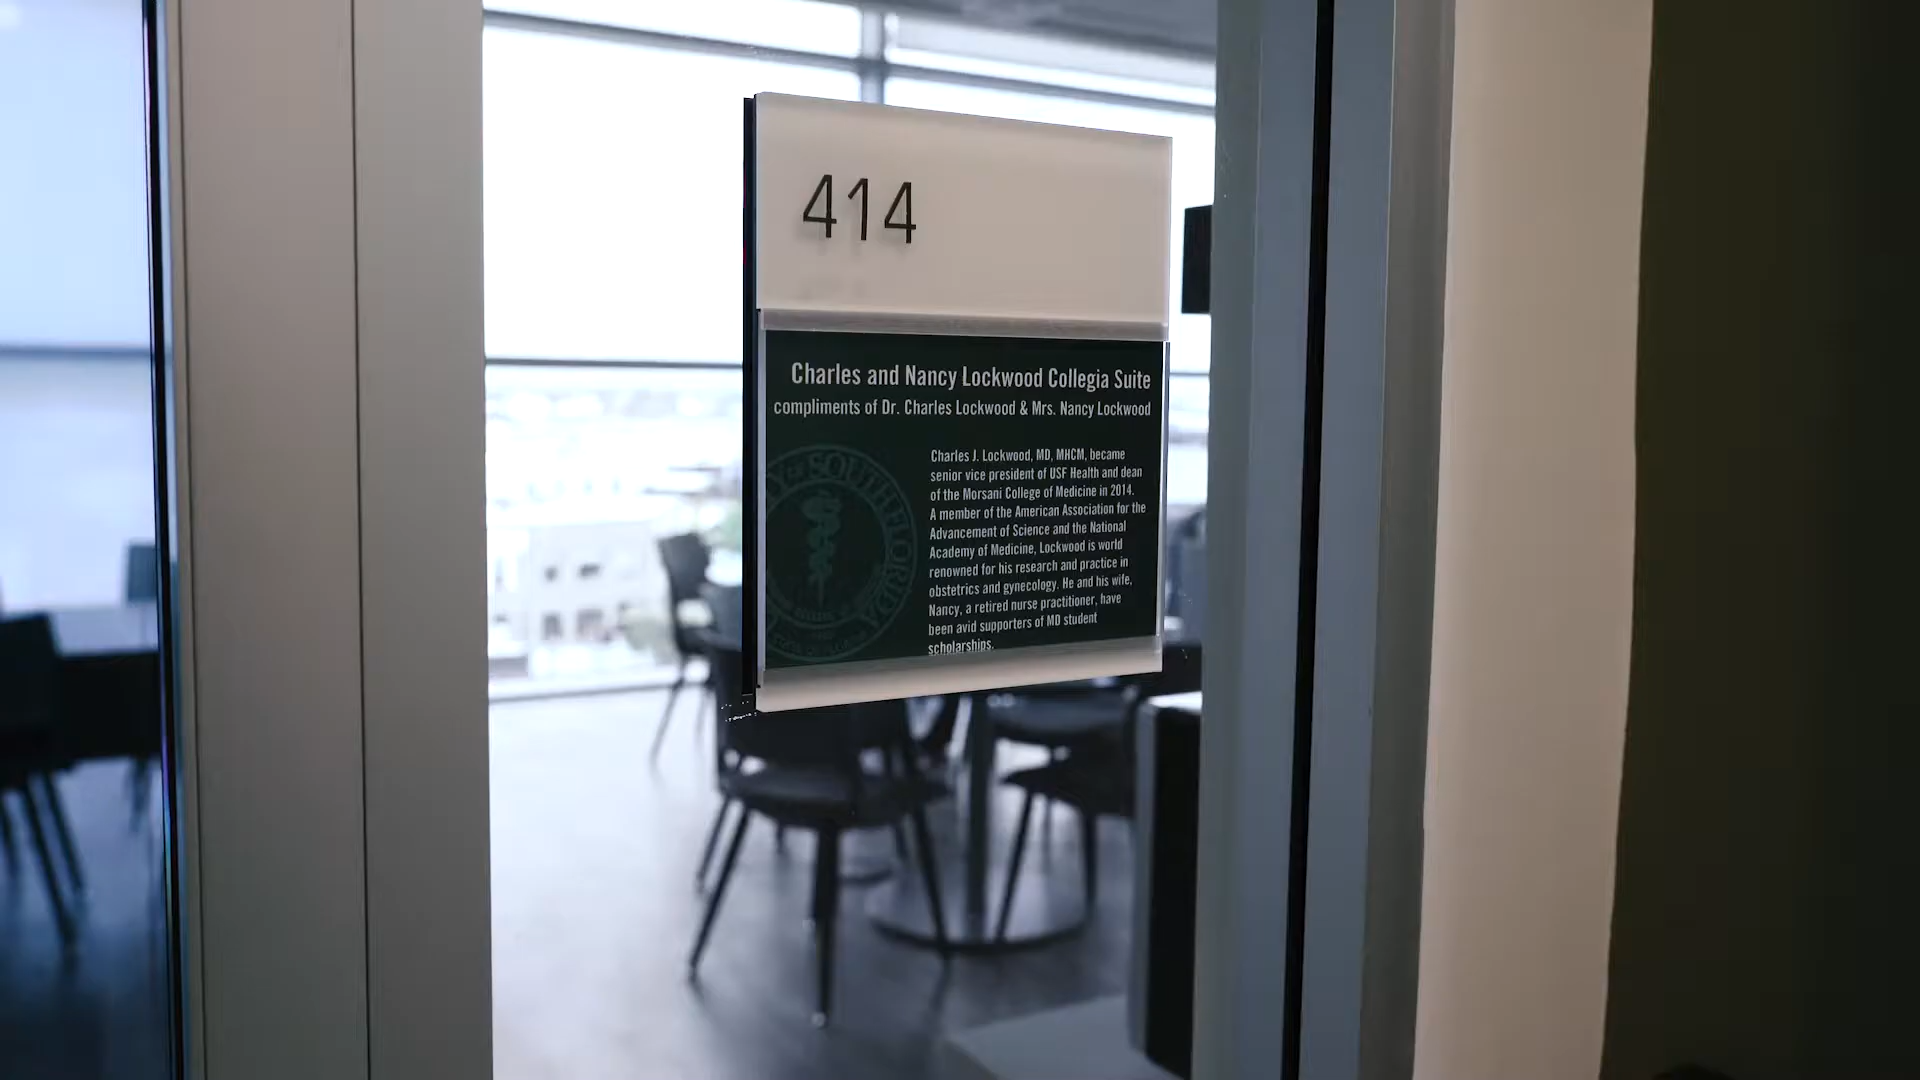 414
Charles and Nancy Lockwood Collegia Suite
compliments of Dr. Charles Lockwood & Mrs. Nancy Lockwood
Charles J. Lockwood, MD, MHCM, became
senior vice president of USF Health and dean
of the Morsani College of Medicine in 2014.
A member of the American Association for the
Advancement of Science and the National
Academy of Medicine, Lockwood is world
renowned for his research and practice in
obstetrics and gynecology. He and his wife,
Nancy, a retired nurse practitioner, have
been avid supporters of MD student
scholarships.
SOUTH FLORIDA